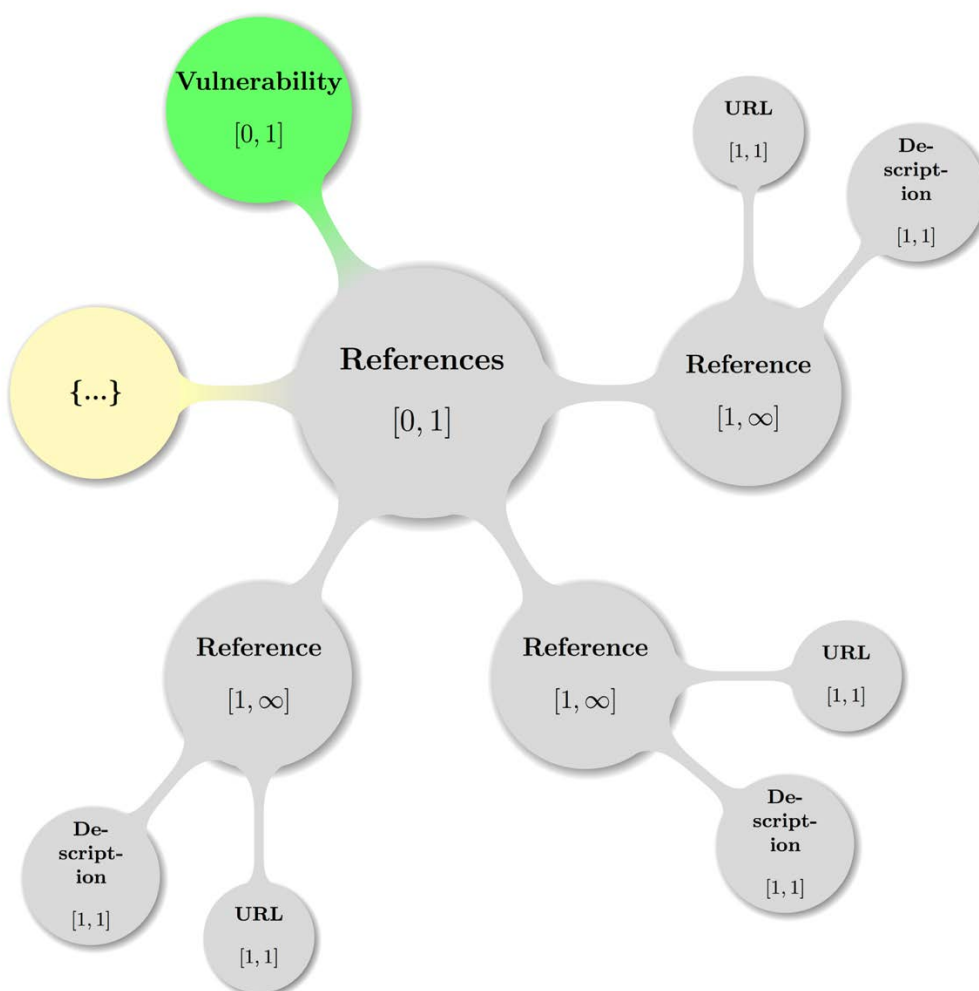 Vulnerability
[0, 1]
URL
[1, 1]
De-
script-
ion
[1, 1]
{...}
References
[0, 1]
Reference
[1, ∞]
Reference
[1, ∞]
Reference
[1, ∞]
URL
[1, 1]
De-
script-
ion
[1, 1]
De-
script-
ion
[1, 1]
URL
[1, 1]